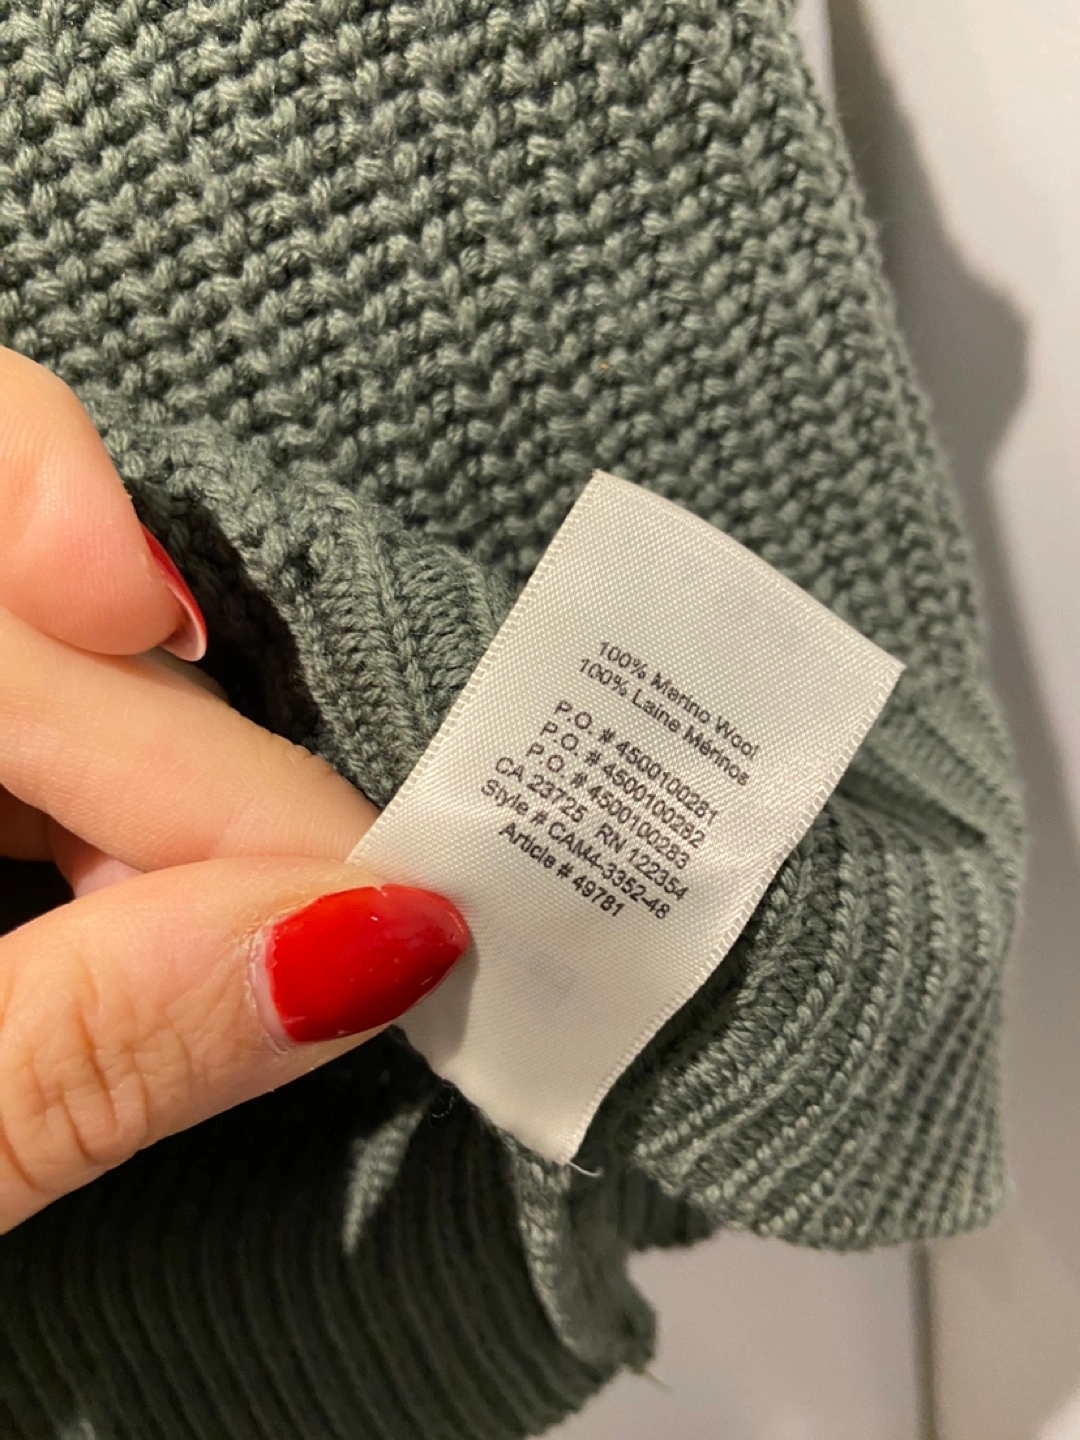 100% Merino Wool
100% Laine Mérinos
P.O. # 4500100281
P.O. # 4500100282
P.O. # 4500100283
CA 23725 RN 122354
Style # CAM4-3352-48
Article # 49781